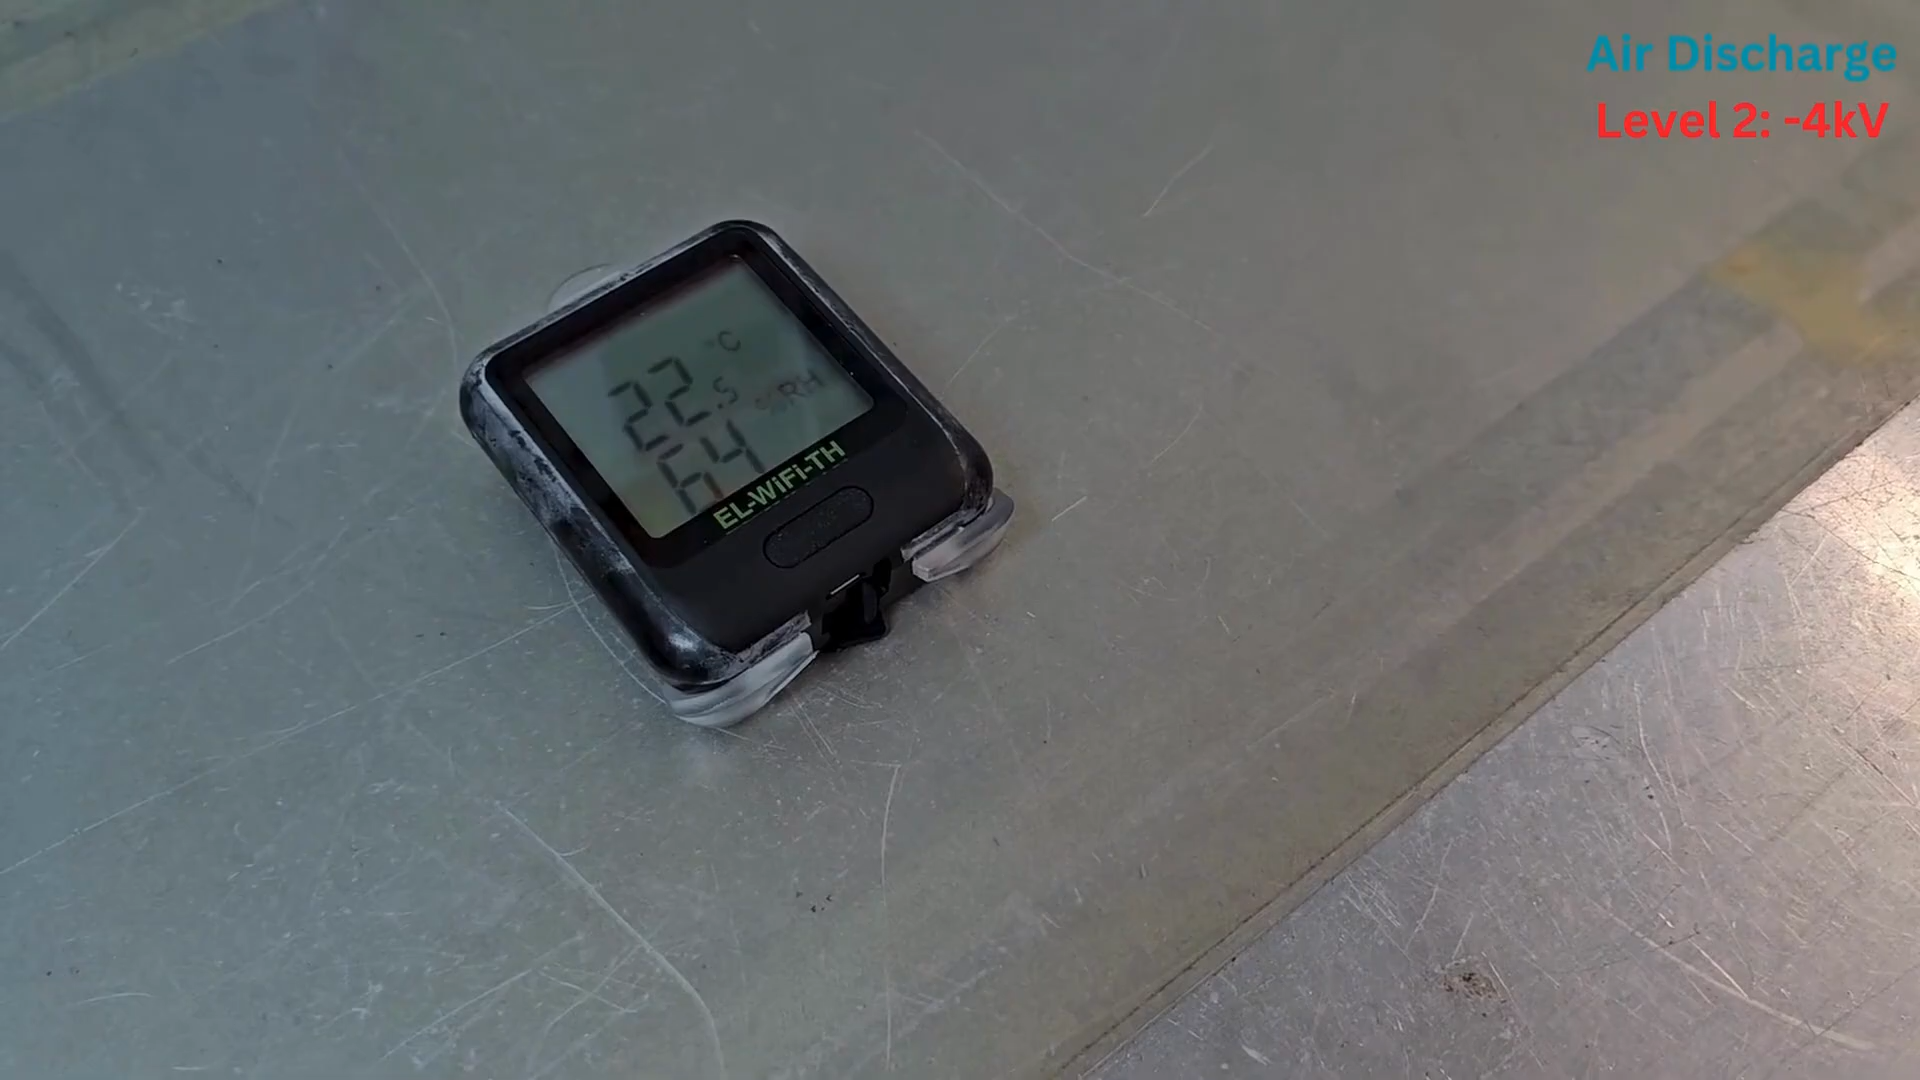 Air Discharge
Level 2: -4kV
°C
22.5
%RH
64
EL-WiFi-TH